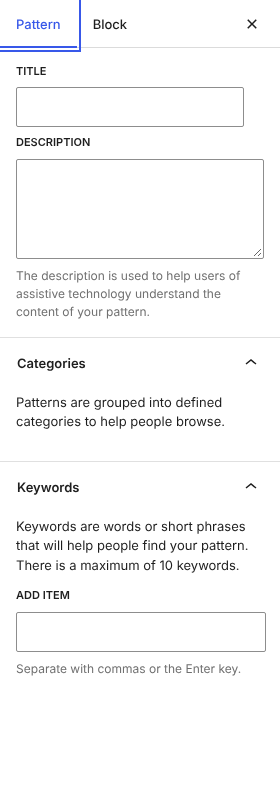 Pattern Block
TITLE
DESCRIPTION
The description is used to help users of
assistive technology understand the
content of your pattern.
Categories
Patterns are grouped into defined
categories to help people browse.
Keywords
Keywords are words or short phrases
that will help people find your pattern.
There is a maximum of 10 keywords.
ADD ITEM
Separate with commas or the Enter key.